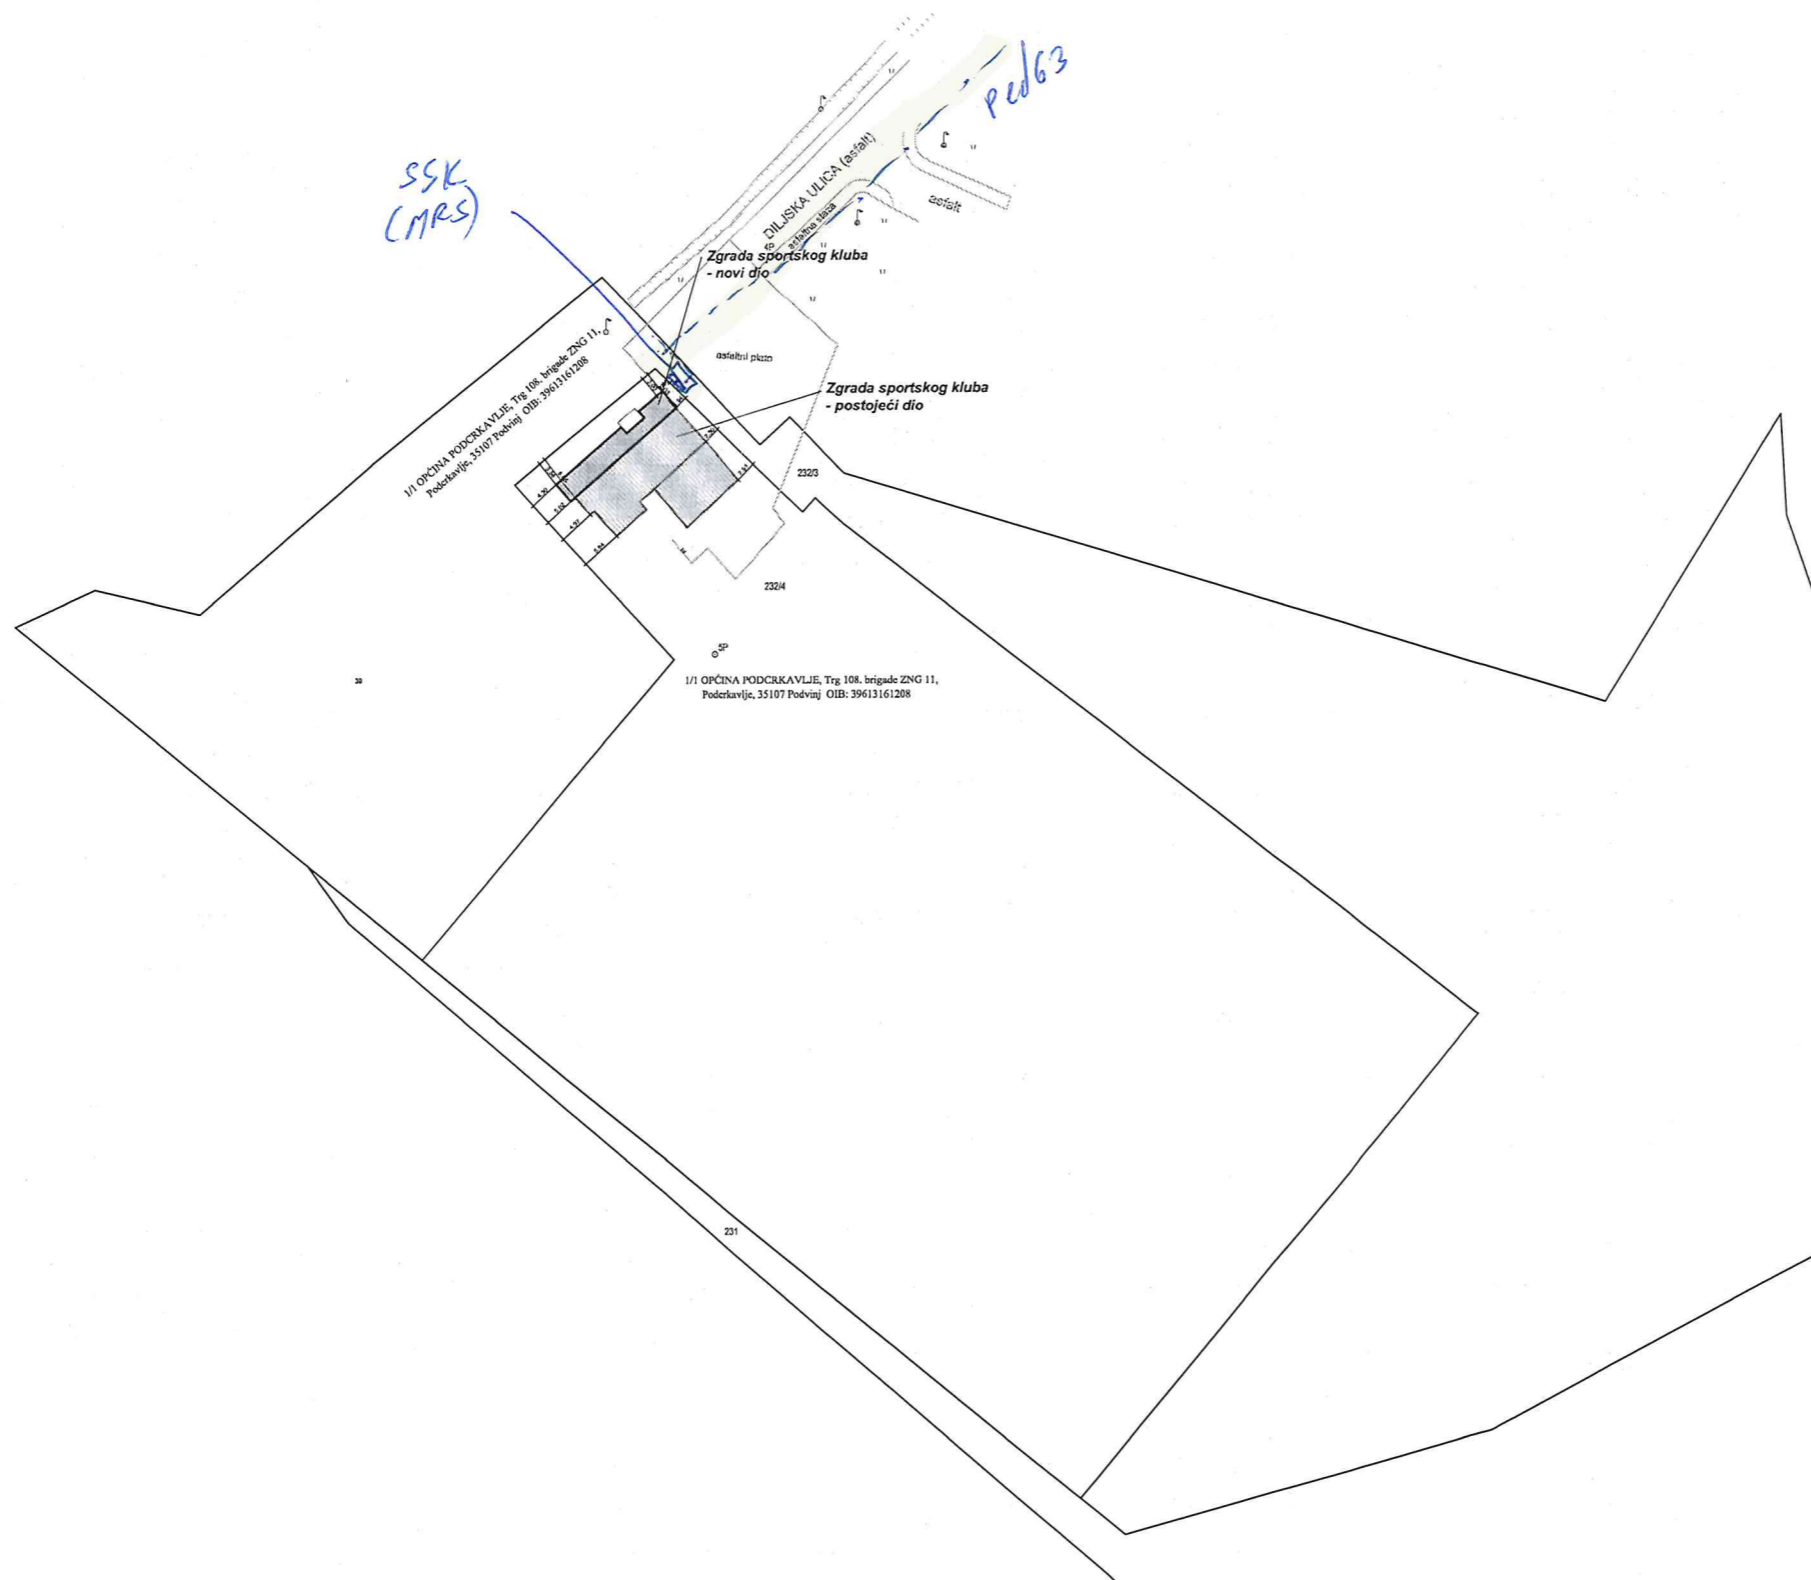 ped63
SSK
(MRS)
DILJSKA ULICA (asfalt)
asfaltna staza
asfalt
Zgrada sportskog kluba
- novi dio
asfaltni
Zgrada sportskog kluba
- postojeći dio
1/1 OPĆINA PODCRKAVLJE, Trg 108. brigade ZNG 11,
Podcrkavlje, 35107 Podvinj OIB: 39613161208
232/3
232/4
5P
1/1 OPĆINA PODCRKAVLJE, Trg 108. brigade ZNG 11,
Podcrkavlje, 35107 Podvinj OIB: 39613161208
231